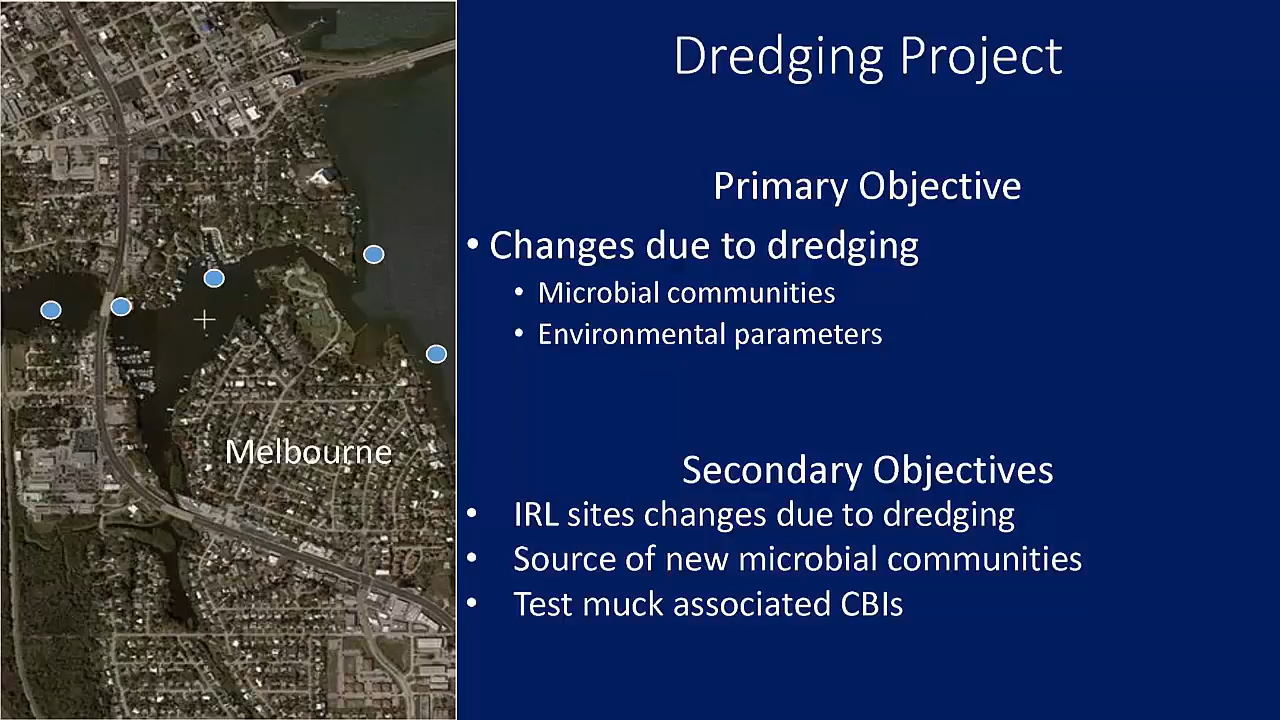 Dredging Project
Primary Objective
• Changes due to dredging
• Microbial communities
• Environmental parameters
Secondary Objectives
• IRL sites changes due to dredging
• Source of new microbial communities
• Test muck associated CBIs
Melbourne